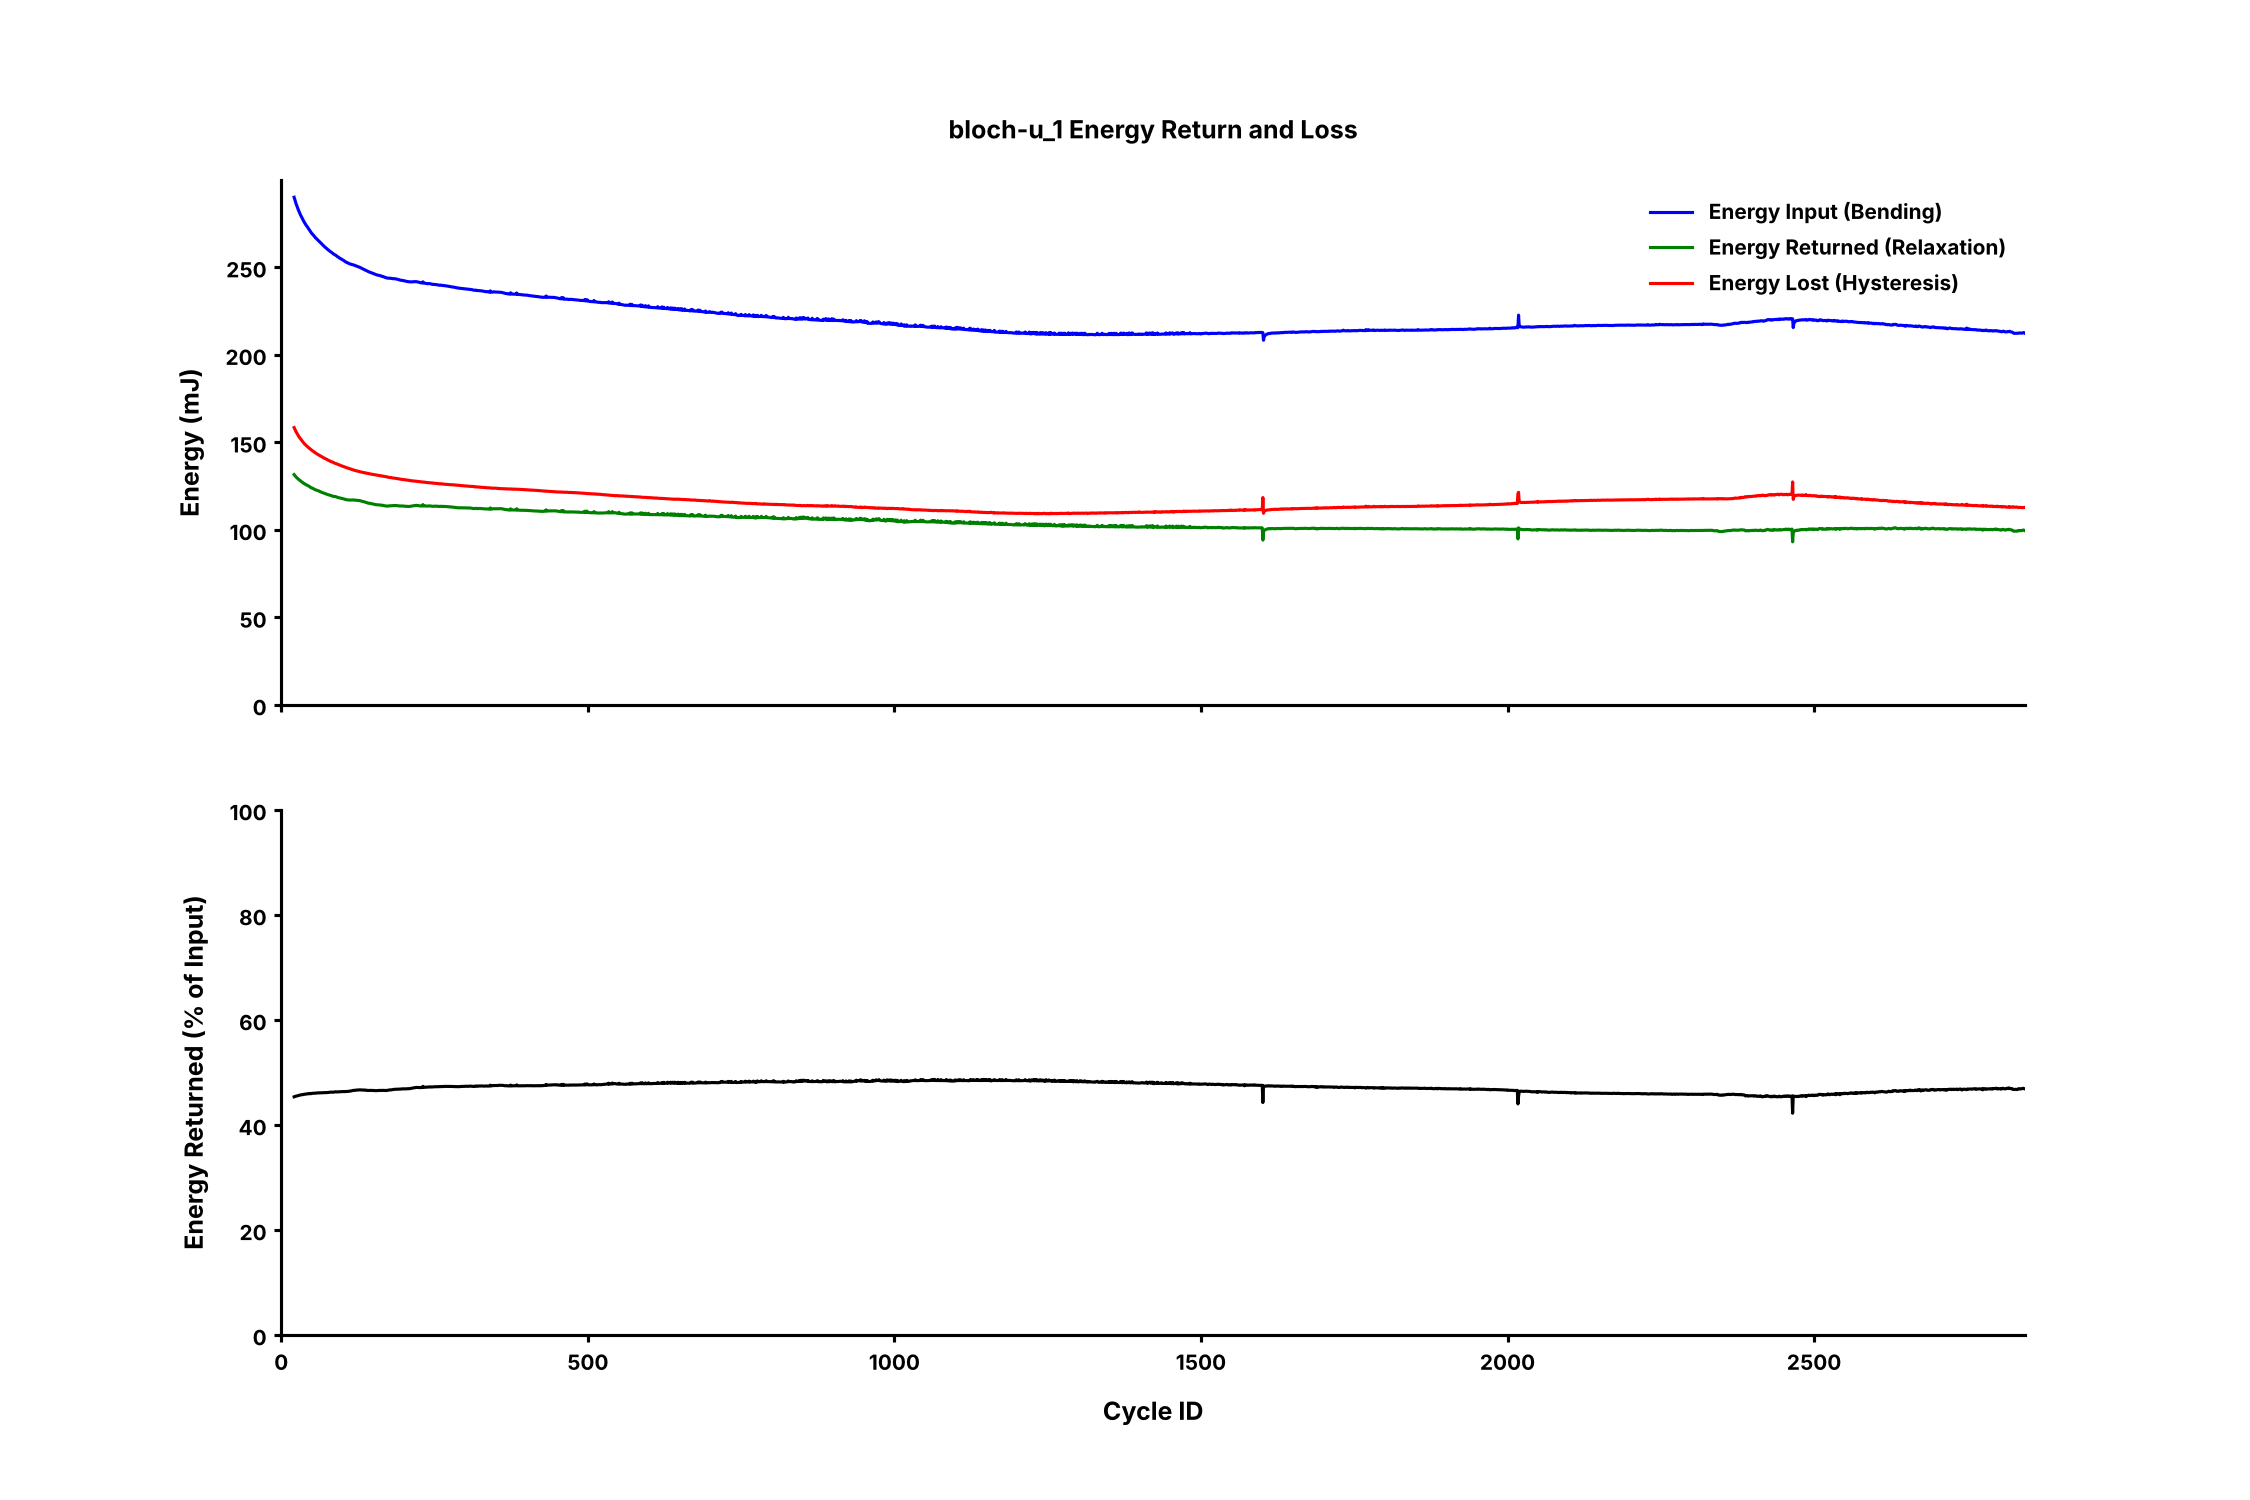 bloch-u_1 Energy Return and Loss
Energy Input (Bending)
Energy Returned (Relaxation)
Energy Lost (Hysteresis)
Energy (mJ)
250
200
150
100
50
0
Energy Returned (% of Input)
100
80
60
40
20
0
0 500 1000 1500 2000 2500
Cycle ID